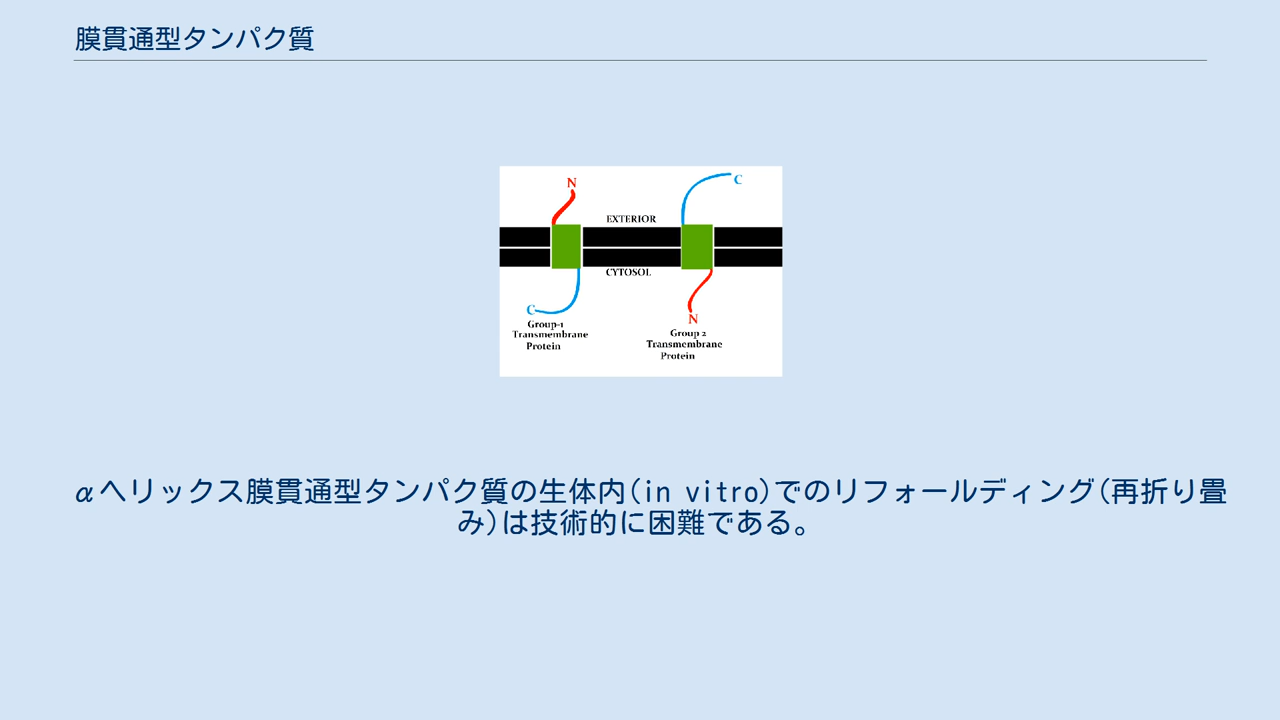 膜貫通型タンパク質
N
C
EXTERIOR
CYTOSOL
C
N
Group-1
Transmembrane
Protein
Group 2
Transmembrane
Protein
αヘリックス膜貫通型タンパク質の生体内(in vitro)でのリフォールディング(再折り畳
み)は技術的に困難である。